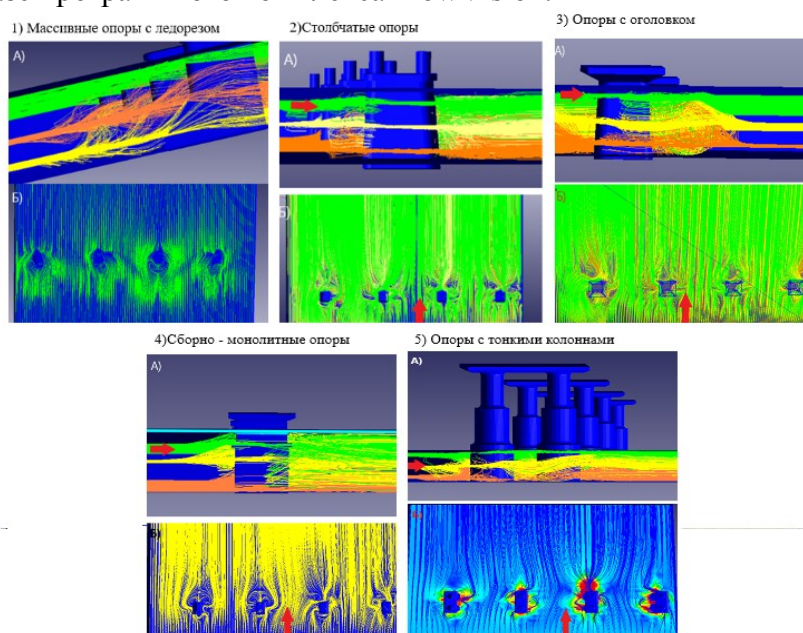 1) Массивные опоры с ледорезом
2)Столбчатые опоры
3) Опоры с оголовком
А)
А)
А)
Б)
Б)
Б)
4)Сборно - монолитные опоры
5) Опоры с тонкими колоннами
А)
А)
Б)
Б)